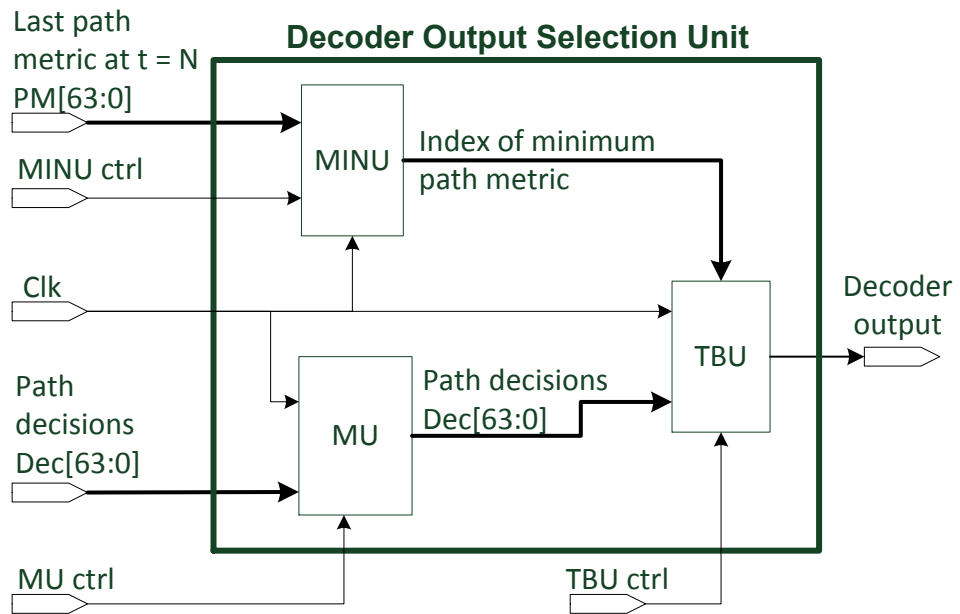 Decoder Output Selection Unit
Last path
metric at t = N
PM[63:0]
MINU ctrl
MINU
Index of minimum
path metric
Clk
Decoder
output
TBU
Path
decisions
Dec[63:0]
MU
Path decisions
Dec[63:0]
MU ctrl
TBU ctrl